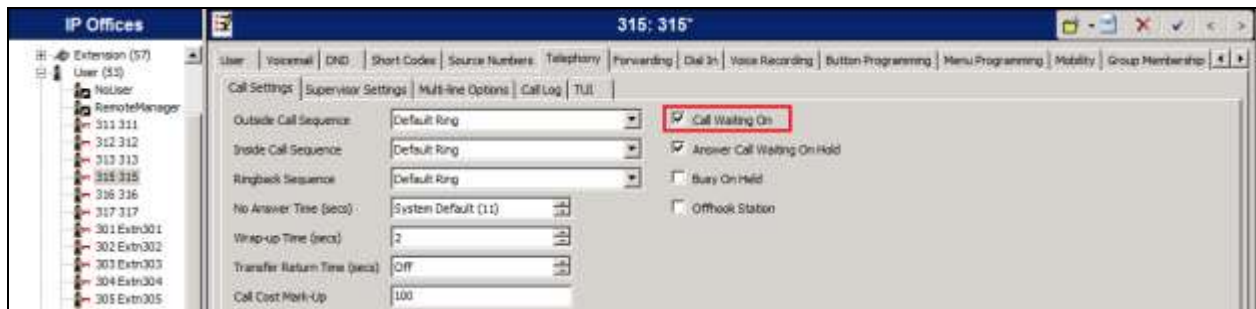 IP Offices
315: 315*
Extension (57)
User (53)
NoUser
RemoteManager
311 311
312 312
313 313
315 315
316 316
317 317
301 Extn301
302 Extn302
303 Extn303
304 Extn304
305 Extn305
User | Voicemail | DND | Short Codes | Source Numbers | Telephony | Forwarding | Dial In | Voice Recording | Button Programming | Menu Programming | Mobility | Group Membership
Call Settings | Supervisor Settings | Multi-line Options | Call Log | TUI
Outside Call Sequence Default Ring Call Waiting On
Inside Call Sequence Default Ring Answer Call Waiting On Hold
Ringback Sequence Default Ring Busy On Held
No Answer Time (secs) System Default (11) Offhook Station
Wrap-up Time (secs) 2
Transfer Return Time (secs) Off
Call Cost Mark-Up 100